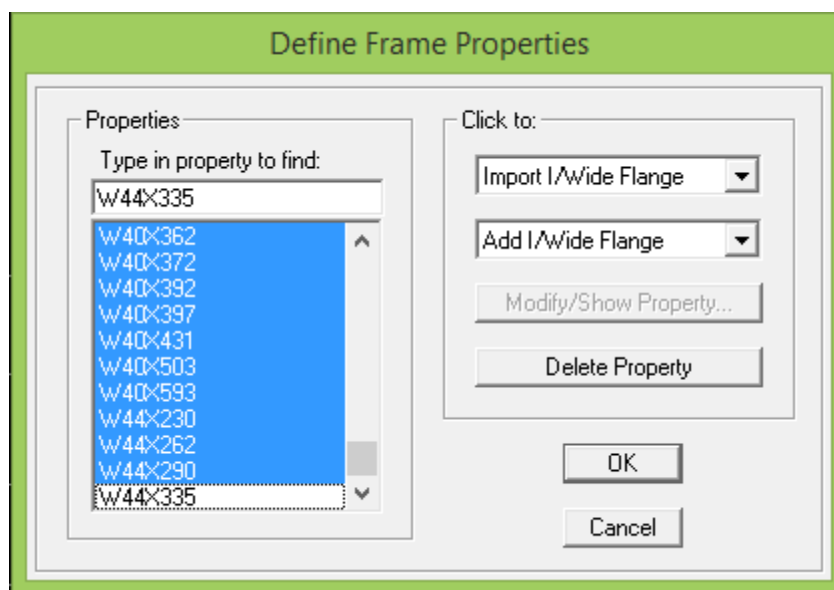 Define Frame Properties
Properties
Type in property to find:
W44X335
W40X362
W40X372
W40X392
W40X397
W40X431
W40X503
W40X593
W44X230
W44X262
W44X290
W44X335
Click to:
Import I/Wide Flange
Add I/Wide Flange
Modify/Show Property...
Delete Property
OK
Cancel